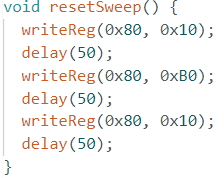 void resetSweep() {
  writeReg(0x80, 0x10);
  delay(50);
  writeReg(0x80, 0xB0);
  delay(50);
  writeReg(0x80, 0x10);
  delay(50);
}